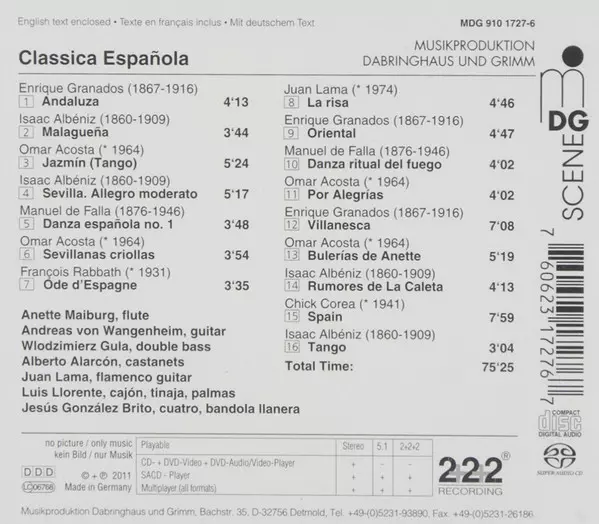 English text enclosed • Texte en français inclus • Mit deutschem Text
MDG 910 1727-6
Classica Española
MUSIKPRODUKTION
DABRINGHAUS UND GRIMM
Enrique Granados (1867-1916)
1 Andaluza 4'13
Isaac Albéniz (1860-1909)
2 Malagueña 3'44
Omar Acosta (* 1964)
3 Jazmín (Tango) 5'24
Isaac Albéniz (1860-1909)
4 Sevilla. Allegro moderato 5'17
Manuel de Falla (1876-1946)
5 Danza española no. 1 3'48
Omar Acosta (* 1964)
6 Sevillanas criollas 3'54
François Rabbath (* 1931)
7 Óde d'Espagne 3'35
Anette Maiburg, flute
Andreas von Wangenheim, guitar
Wlodzimierz Gula, double bass
Alberto Alarcón, castanets
Juan Lama, flamenco guitar
Luis Llorente, cajón, tinaja, palmas
Jesús González Brito, cuatro, bandola llanera
Juan Lama (* 1974)
8 La risa 4'46
Enrique Granados (1867-1916)
9 Oriental 4'47
Manuel de Falla (1876-1946)
10 Danza ritual del fuego 4'02
Omar Acosta (* 1964)
11 Por Alegrías 4'02
Enrique Granados (1867-1916)
12 Villanesca 7'08
Omar Acosta (* 1964)
13 Bulerías de Anette 5'19
Isaac Albéniz (1860-1909)
14 Rumores de La Caleta 4'13
Chick Corea (* 1941)
15 Spain 7'59
Isaac Albéniz (1860-1909)
16 Tango 3'04
Total Time: 75'25
DG
SCENE
7 60623 17276 7
COMPACT
disc
DIGITAL AUDIO
SUPER AUDIO CD
no picture / only music
kein Bild / nur Musik
Playable Stereo 5.1 2+2+2
CD- + DVD-Video + DVD-Audio/Video-Player + - -
SACD - Player + + -
Multiplayer (all formats) + + +
DDD
LC06768
© + ℗ 2011
Made in Germany
222®
RECORDING
Musikproduktion Dabringhaus und Grimm, Bachstr. 35, D-32756 Detmold, Tel. +49-(0)5231-93890, Fax +49-(0)5231-26186